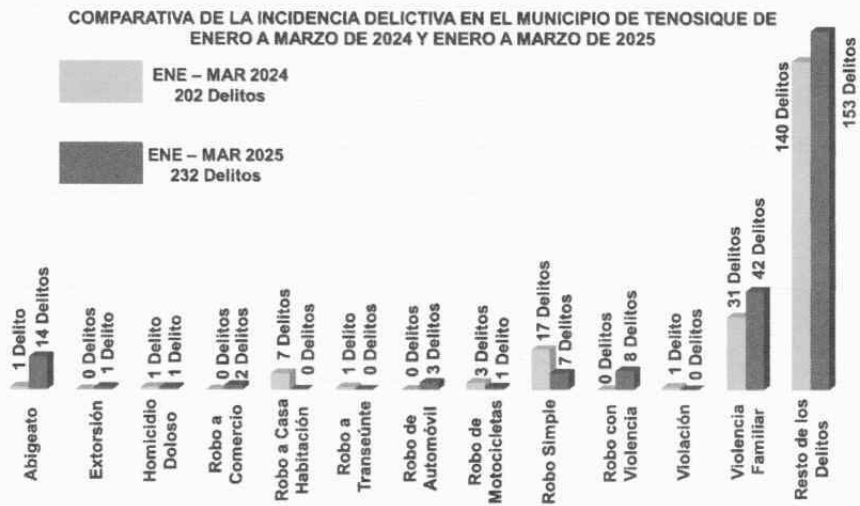 COMPARATIVA DE LA INCIDENCIA DELICTIVA EN EL MUNICIPIO DE TENOSIQUE DE
ENERO A MARZO DE 2024 Y ENERO A MARZO DE 2025
ENE – MAR 2024
202 Delitos
ENE – MAR 2025
232 Delitos
1 Delito
14 Delitos
0 Delitos
1 Delito
1 Delito
1 Delito
0 Delitos
2 Delitos
7 Delitos
0 Delitos
1 Delito
0 Delitos
0 Delitos
3 Delitos
3 Delitos
1 Delito
17 Delitos
7 Delitos
0 Delitos
8 Delitos
1 Delito
0 Delitos
31 Delitos
42 Delitos
140 Delitos
153 Delitos
Abigeato
Extorsión
Homicidio
Doloso
Robo a
Comercio
Robo a Casa
Habitación
Robo a
Transeúnte
Robo de
Automóvil
Robo de
Motocicletas
Robo Simple
Robo con
Violencia
Violación
Violencia
Familiar
Resto de los
Delitos